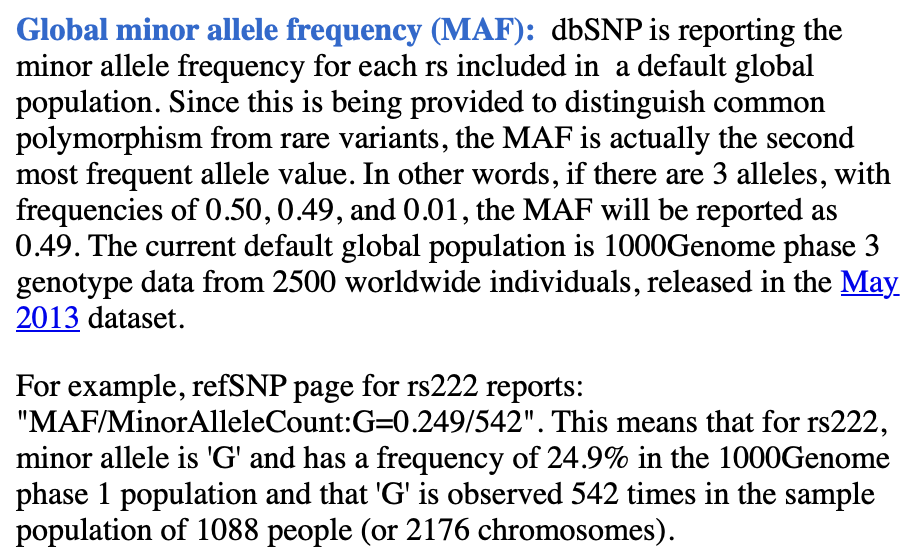 Global minor allele frequency (MAF):  dbSNP is reporting the
minor allele frequency for each rs included in  a default global
population. Since this is being provided to distinguish common
polymorphism from rare variants, the MAF is actually the second
most frequent allele value. In other words, if there are 3 alleles, with
frequencies of 0.50, 0.49, and 0.01, the MAF will be reported as
0.49. The current default global population is 1000Genome phase 3
genotype data from 2500 worldwide individuals, released in the May
2013 dataset.
For example, refSNP page for rs222 reports:
"MAF/MinorAlleleCount:G=0.249/542". This means that for rs222,
minor allele is 'G' and has a frequency of 24.9% in the 1000Genome
phase 1 population and that 'G' is observed 542 times in the sample
population of 1088 people (or 2176 chromosomes).